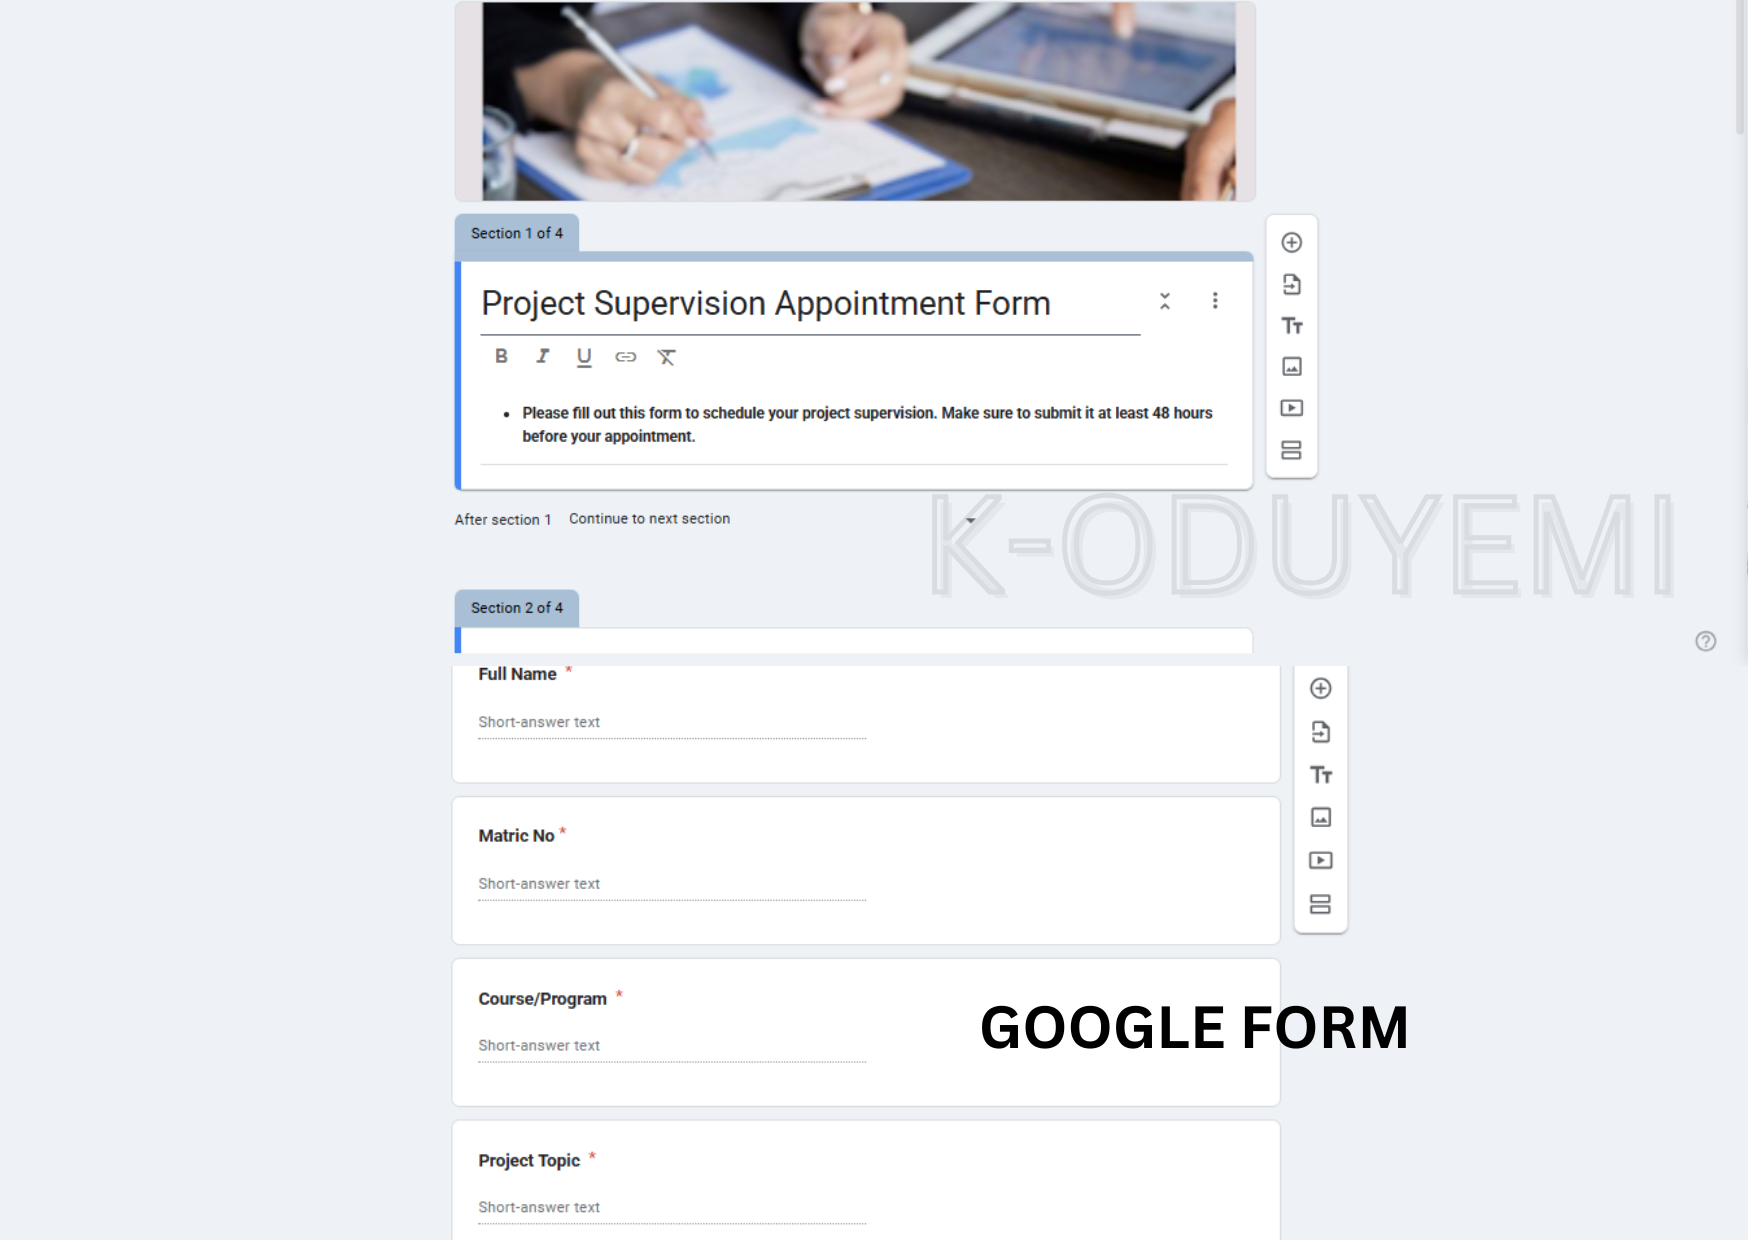 Section 1 of 4
Project Supervision Appointment Form
B I U
Please fill out this form to schedule your project supervision. Make sure to submit it at least 48 hours
before your appointment.
After section 1 Continue to next section
K-ODUYEMI
Section 2 of 4
Full Name *
Short-answer text
Matric No *
Short-answer text
Course/Program *
GOOGLE FORM
Short-answer text
Project Topic *
Short-answer text